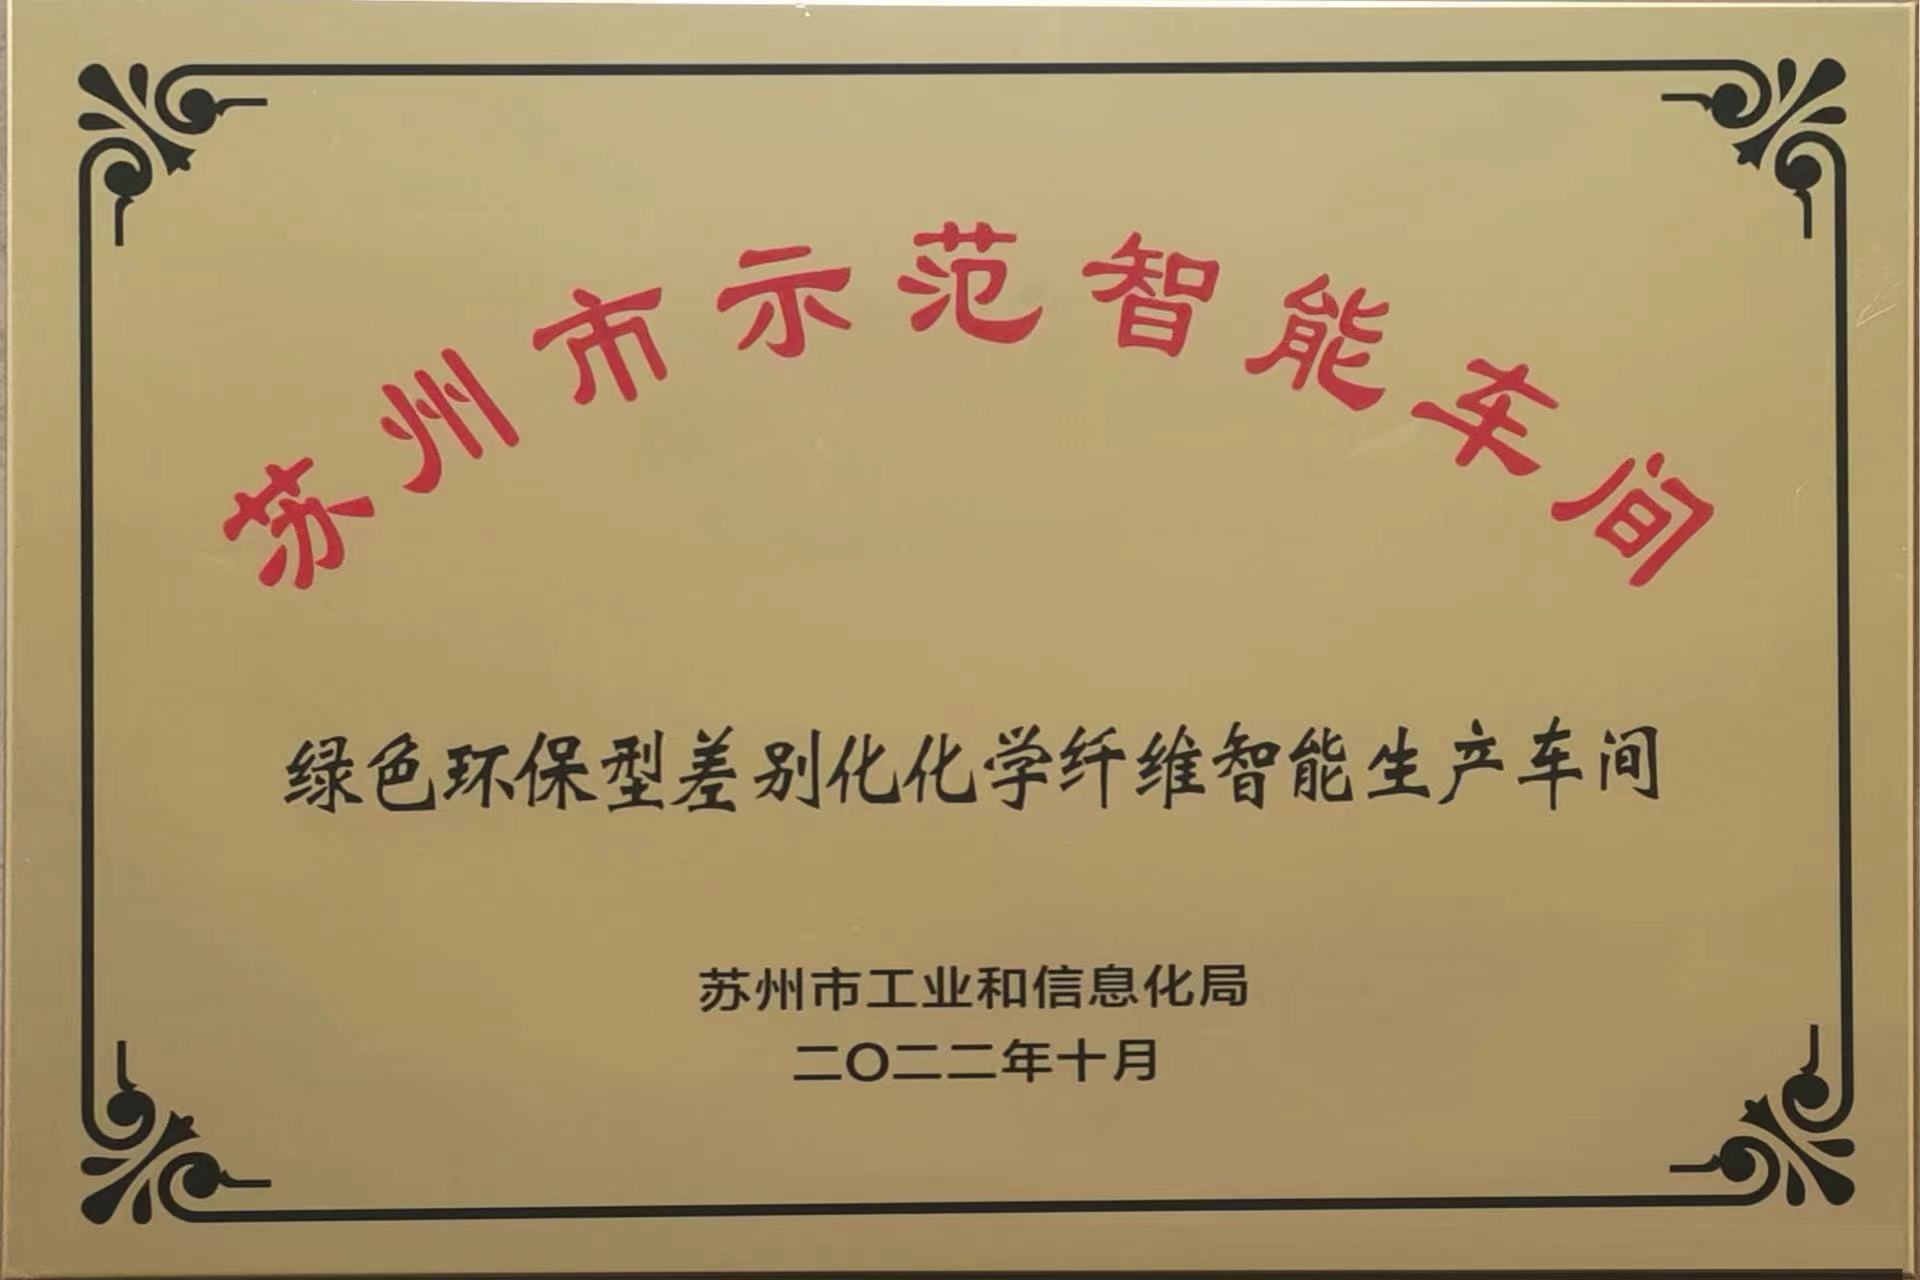 苏州市示范智能车间
绿色环保型差别化化学纤维智能生产车间
苏州市工业和信息化局
二〇二二年十月